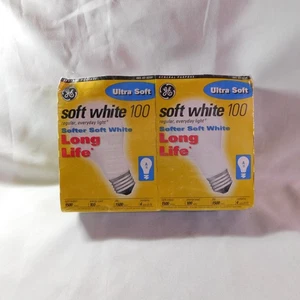 Ultra Soft
GE
soft white 100
regular, everyday light
Softer Soft White
Long
Life*
Ultra Soft
GE
soft white 100
regular, everyday light
Softer Soft White
Long
Life*